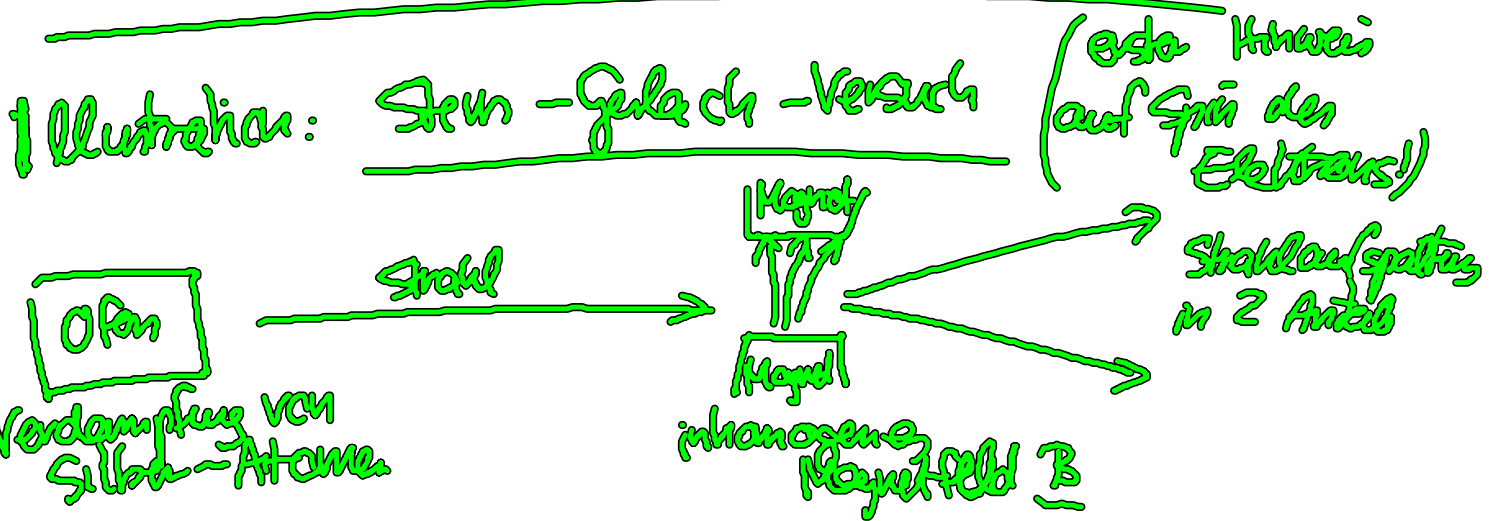 Illustration: Stern-Gerlach-Versuch
(erster Hinweis
auf Spin des
Elektrons!)
Magnet
Ofen
Strahl
Strahlaufspaltung
in 2 Anteile
Magnet
Verdampfung von
Silber-Atomen
inhomogenes
Magnetfeld B